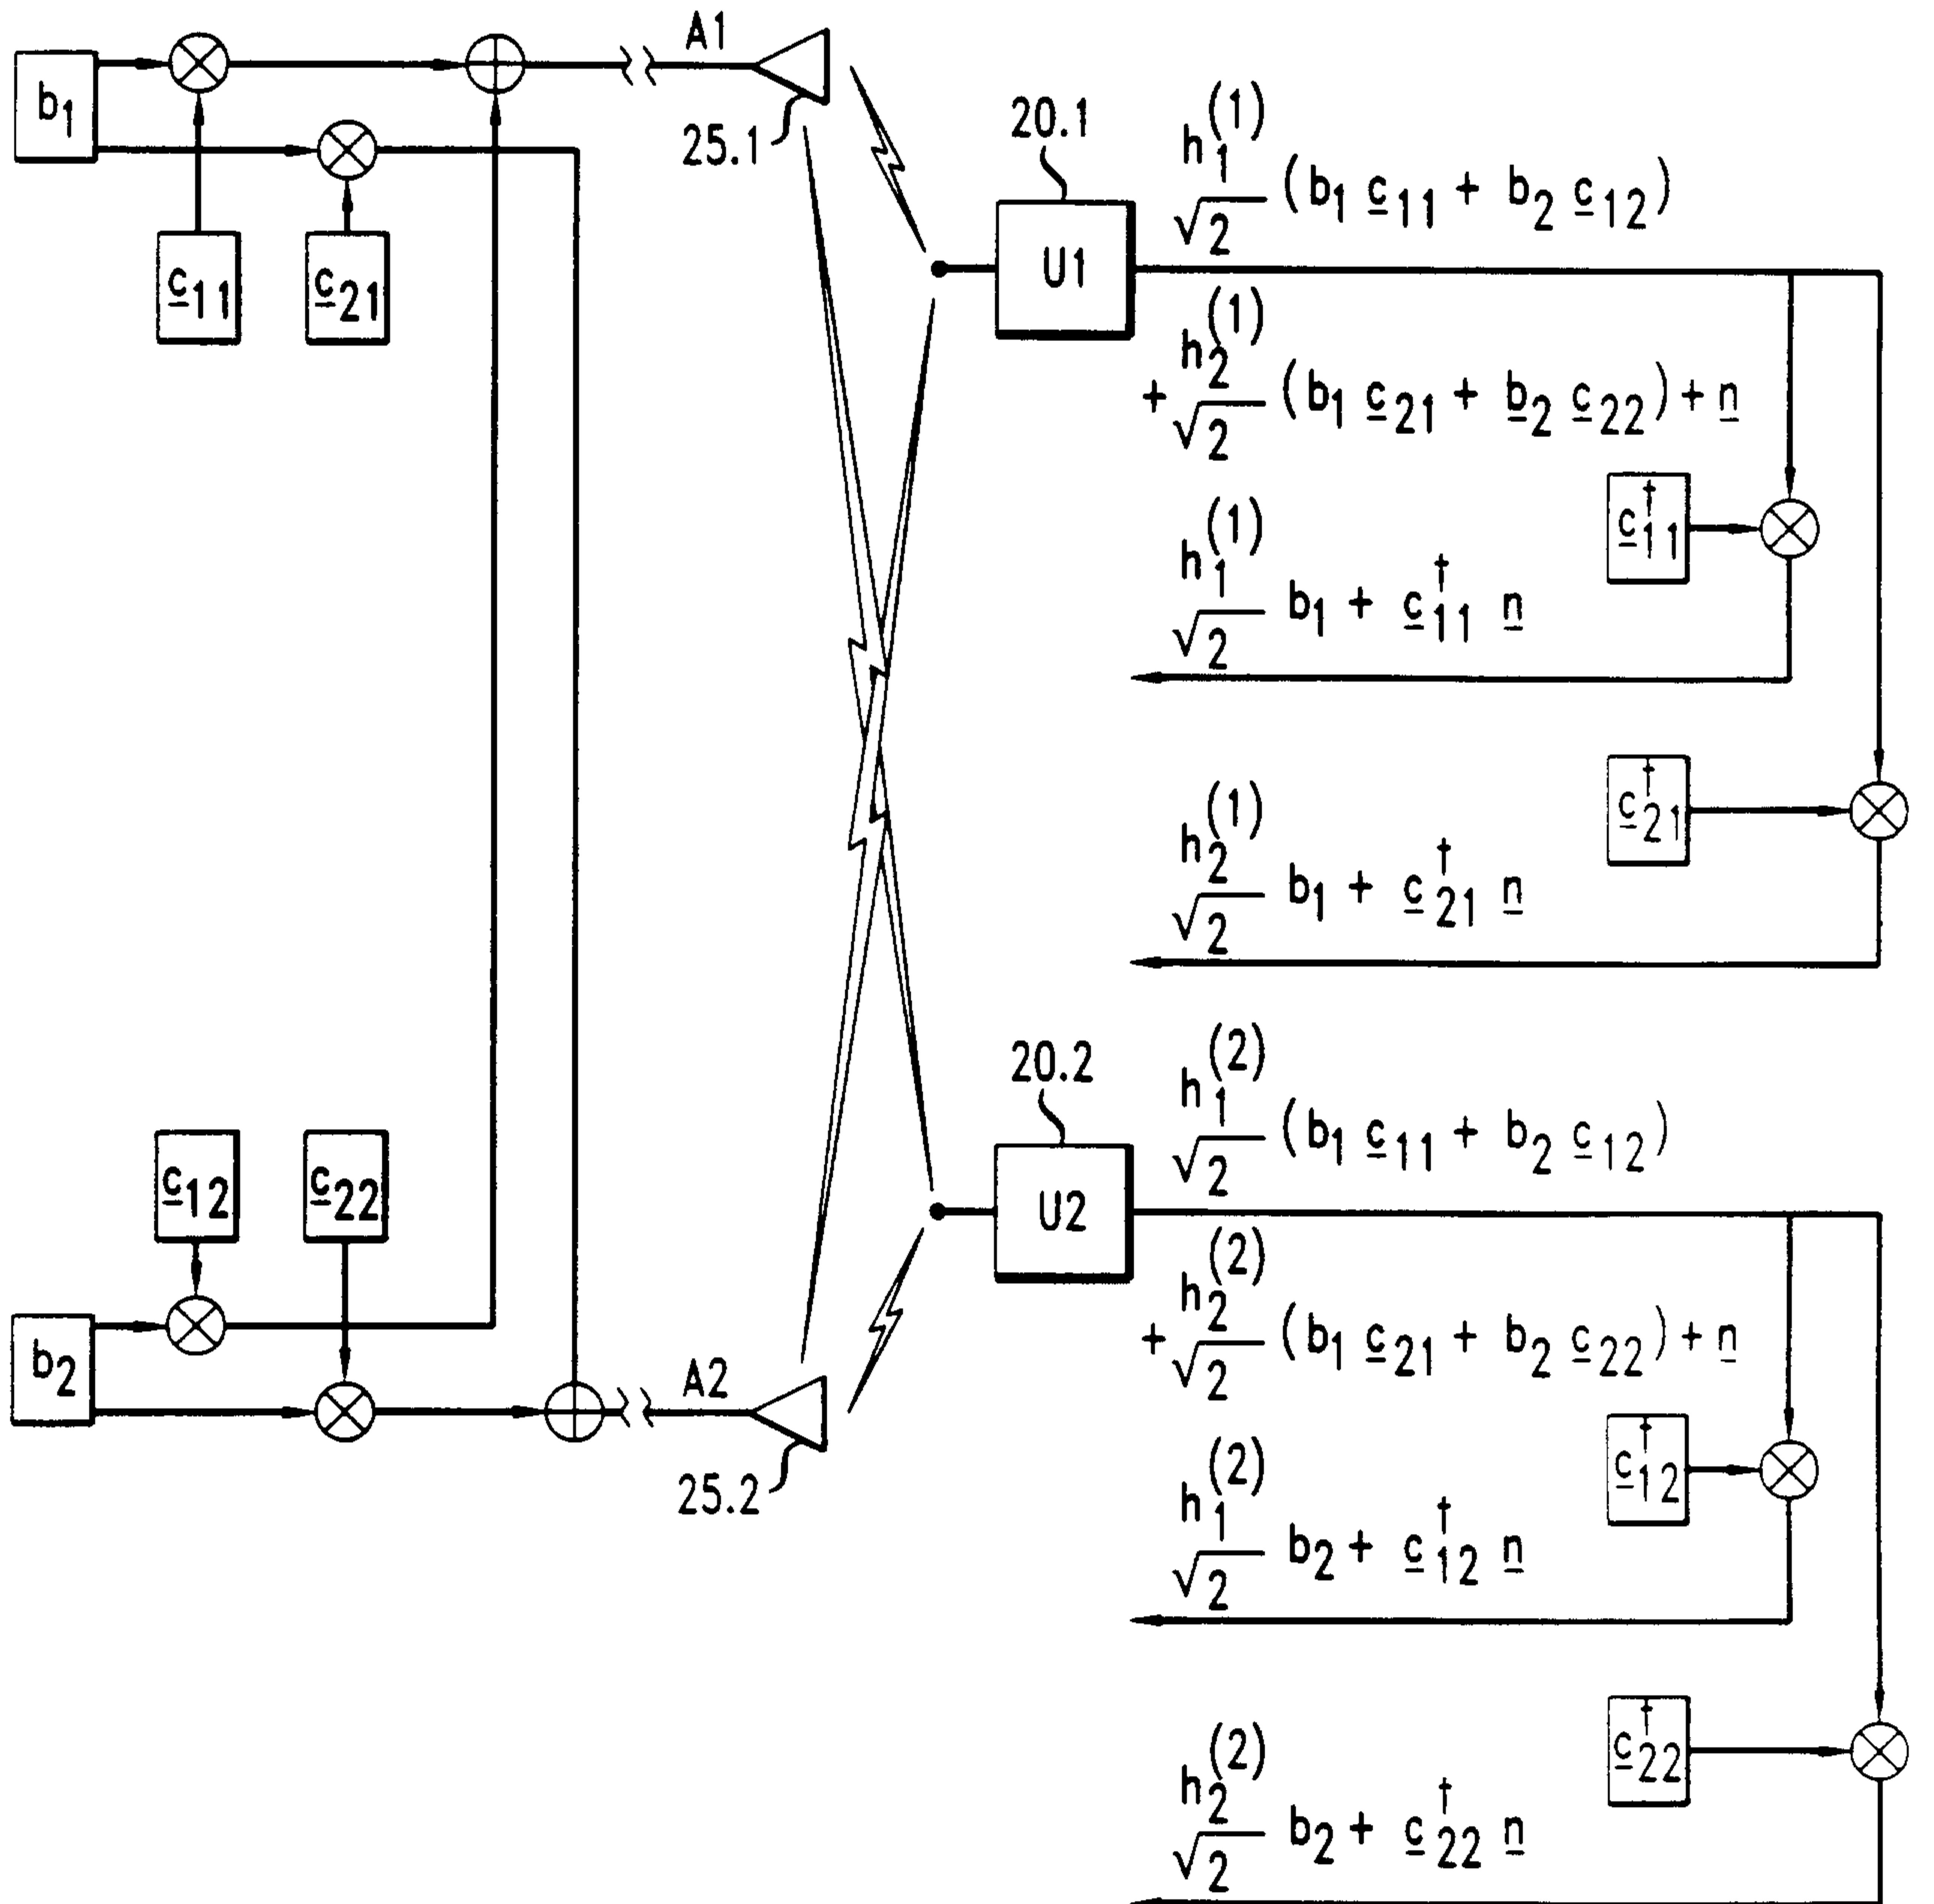 b1
c11
c21
A1
25.1
20.1
U1
h1(1)/√2 (b1 c11 + b2 c12)
+ h2(1)/√2 (b1 c21 + b2 c22) + n
c†11
h1(1)/√2 b1 + c†11 n
c†21
h2(1)/√2 b1 + c†21 n
c12
c22
b2
A2
25.2
20.2
U2
h1(2)/√2 (b1 c11 + b2 c12)
+ h2(2)/√2 (b1 c21 + b2 c22) + n
c†12
h1(2)/√2 b2 + c†12 n
c†22
h2(2)/√2 b2 + c†22 n